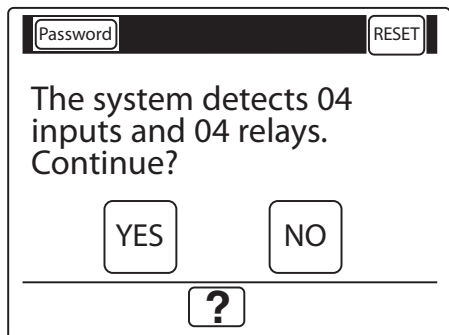 Password RESET
The system detects 04
inputs and 04 relays.
Continue?
YES NO
?